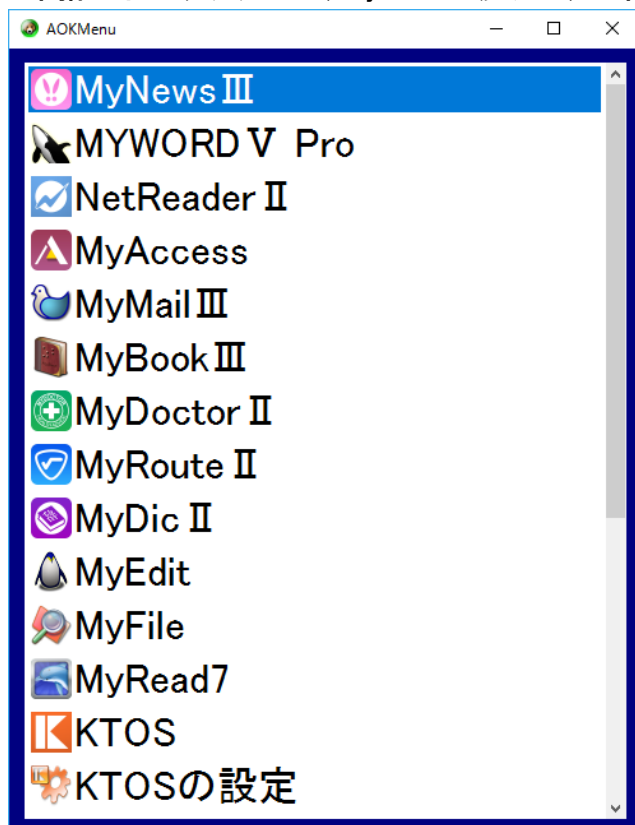 AOKMenu
MyNewsⅢ
MYWORDⅤ Pro
NetReaderⅡ
MyAccess
MyMailⅢ
MyBookⅢ
MyDoctorⅡ
MyRouteⅡ
MyDicⅡ
MyEdit
MyFile
MyRead7
KTOS
KTOSの設定